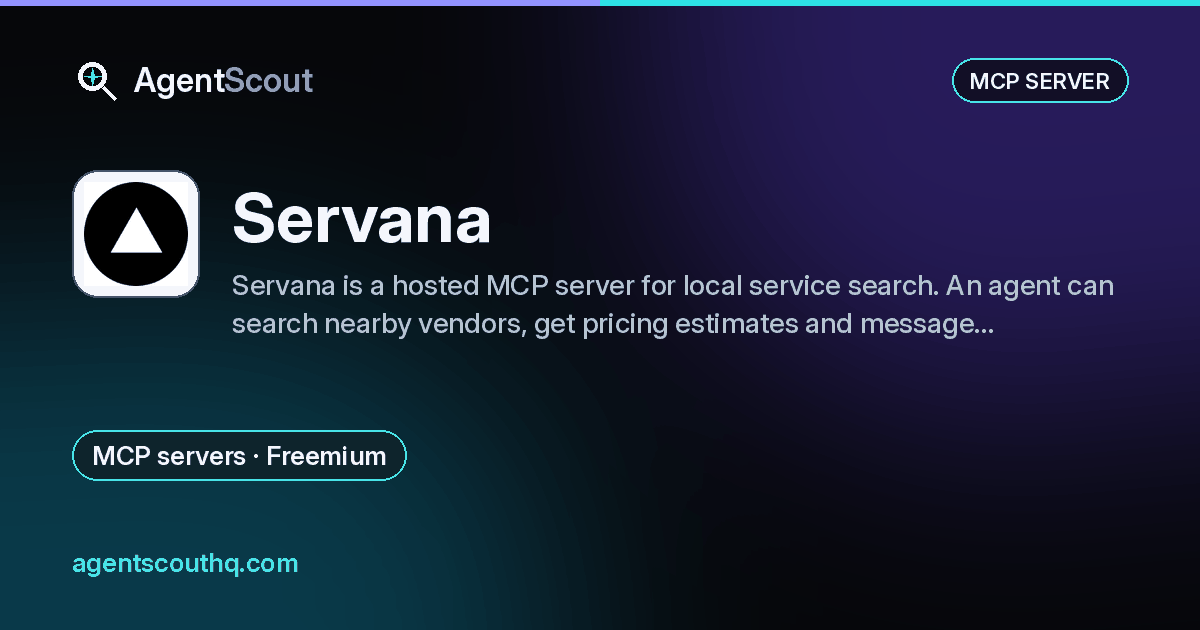 AgentScout
MCP SERVER
Servana
Servana is a hosted MCP server for local service search. An agent can
search nearby vendors, get pricing estimates and message...
MCP servers · Freemium
agentscouthq.com